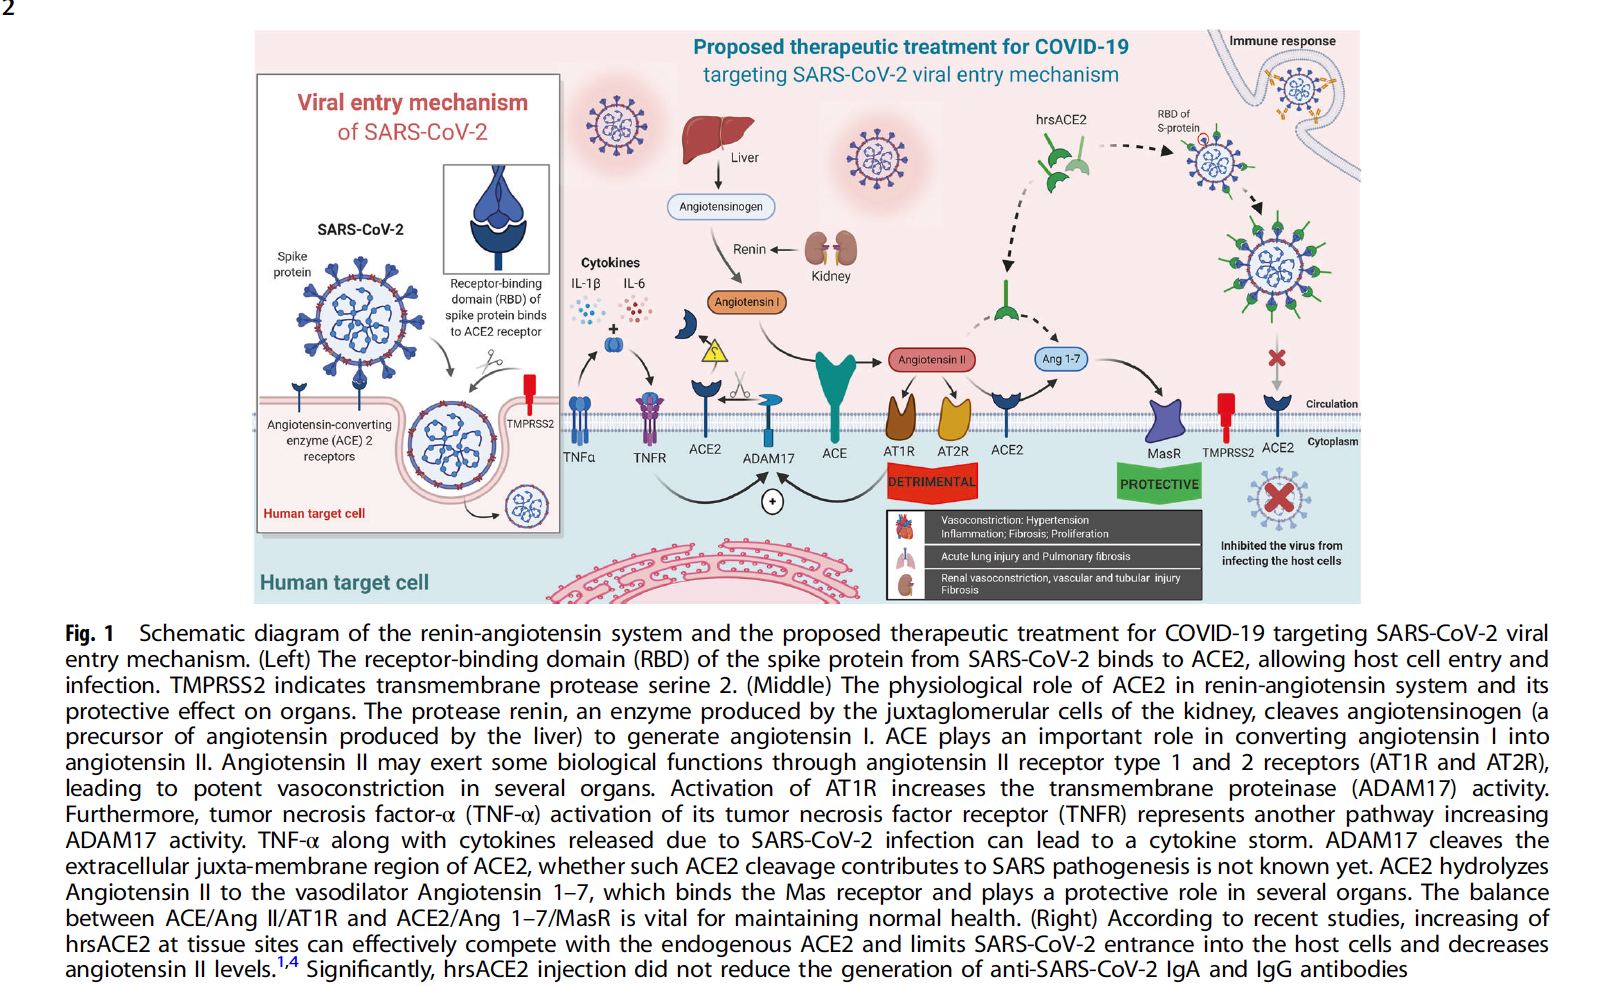 2
Proposed therapeutic treatment for COVID-19
targeting SARS-CoV-2 viral entry mechanism
Immune response
Viral entry mechanism
of SARS-CoV-2
SARS-CoV-2
Spike
protein
Receptor-binding
domain (RBD) of
spike protein binds
to ACE2 receptor
Angiotensin-converting
enzyme (ACE) 2
receptors
TMPRSS2
Human target cell
Liver
Angiotensinogen
Renin
Kidney
Angiotensin I
Cytokines
IL-1β
IL-6
+
?
hrsACE2
RBD of
S-protein
Angiotensin II
Ang 1-7
Circulation
Cytoplasm
TNFα
TNFR
ACE2
ADAM17
ACE
AT1R
AT2R
ACE2
MasR
TMPRSS2
ACE2
+
DETRIMENTAL
PROTECTIVE
Vasoconstriction: Hypertension
Inflammation; Fibrosis; Proliferation
Acute lung injury and Pulmonary fibrosis
Renal vasoconstriction, vascular and tubular injury
Fibrosis
Inhibited the virus from
infecting the host cells
Human target cell
Fig. 1 Schematic diagram of the renin-angiotensin system and the proposed therapeutic treatment for COVID-19 targeting SARS-CoV-2 viral
entry mechanism. (Left) The receptor-binding domain (RBD) of the spike protein from SARS-CoV-2 binds to ACE2, allowing host cell entry and
infection. TMPRSS2 indicates transmembrane protease serine 2. (Middle) The physiological role of ACE2 in renin-angiotensin system and its
protective effect on organs. The protease renin, an enzyme produced by the juxtaglomerular cells of the kidney, cleaves angiotensinogen (a
precursor of angiotensin produced by the liver) to generate angiotensin I. ACE plays an important role in converting angiotensin I into
angiotensin II. Angiotensin II may exert some biological functions through angiotensin II receptor type 1 and 2 receptors (AT1R and AT2R),
leading to potent vasoconstriction in several organs. Activation of AT1R increases the transmembrane proteinase (ADAM17) activity.
Furthermore, tumor necrosis factor-α (TNF-α) activation of its tumor necrosis factor receptor (TNFR) represents another pathway increasing
ADAM17 activity. TNF-α along with cytokines released due to SARS-CoV-2 infection can lead to a cytokine storm. ADAM17 cleaves the
extracellular juxta-membrane region of ACE2, whether such ACE2 cleavage contributes to SARS pathogenesis is not known yet. ACE2 hydrolyzes
Angiotensin II to the vasodilator Angiotensin 1–7, which binds the Mas receptor and plays a protective role in several organs. The balance
between ACE/Ang II/AT1R and ACE2/Ang 1–7/MasR is vital for maintaining normal health. (Right) According to recent studies, increasing of
hrsACE2 at tissue sites can effectively compete with the endogenous ACE2 and limits SARS-CoV-2 entrance into the host cells and decreases
angiotensin II levels.1,4 Significantly, hrsACE2 injection did not reduce the generation of anti-SARS-CoV-2 IgA and IgG antibodies